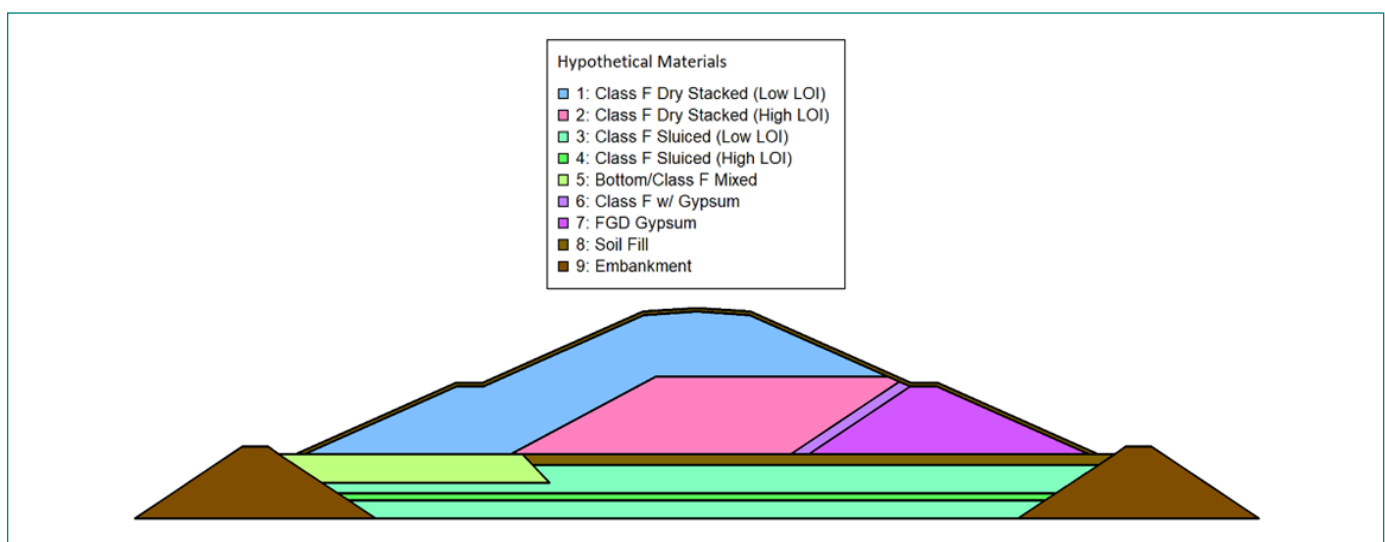 Hypothetical Materials
1: Class F Dry Stacked (Low LOI)
2: Class F Dry Stacked (High LOI)
3: Class F Sluiced (Low LOI)
4: Class F Sluiced (High LOI)
5: Bottom/Class F Mixed
6: Class F w/ Gypsum
7: FGD Gypsum
8: Soil Fill
9: Embankment